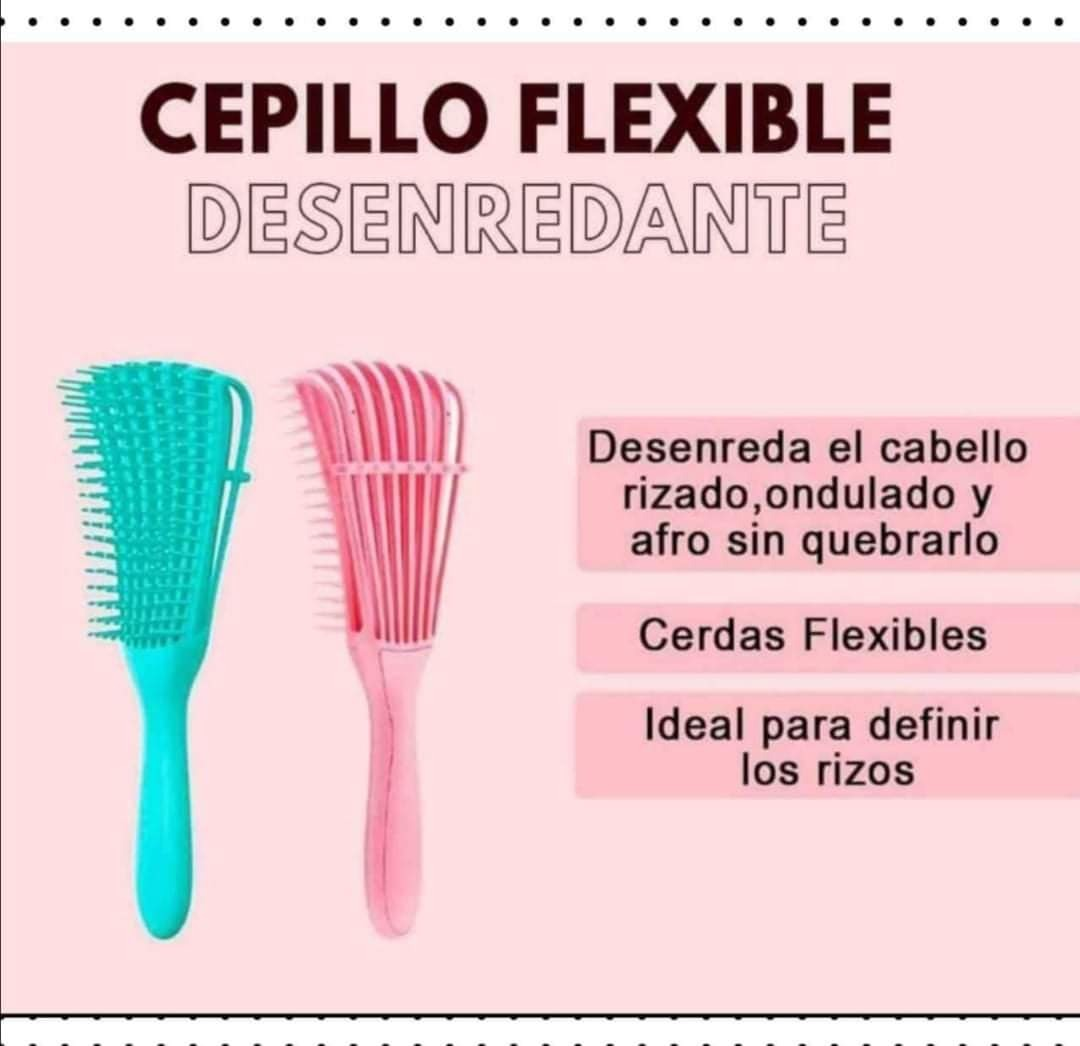 CEPILLO FLEXIBLE
DESENREDANTE
Desenreda el cabello
rizado,ondulado y
afro sin quebrarlo
Cerdas Flexibles
Ideal para definir
los rizos